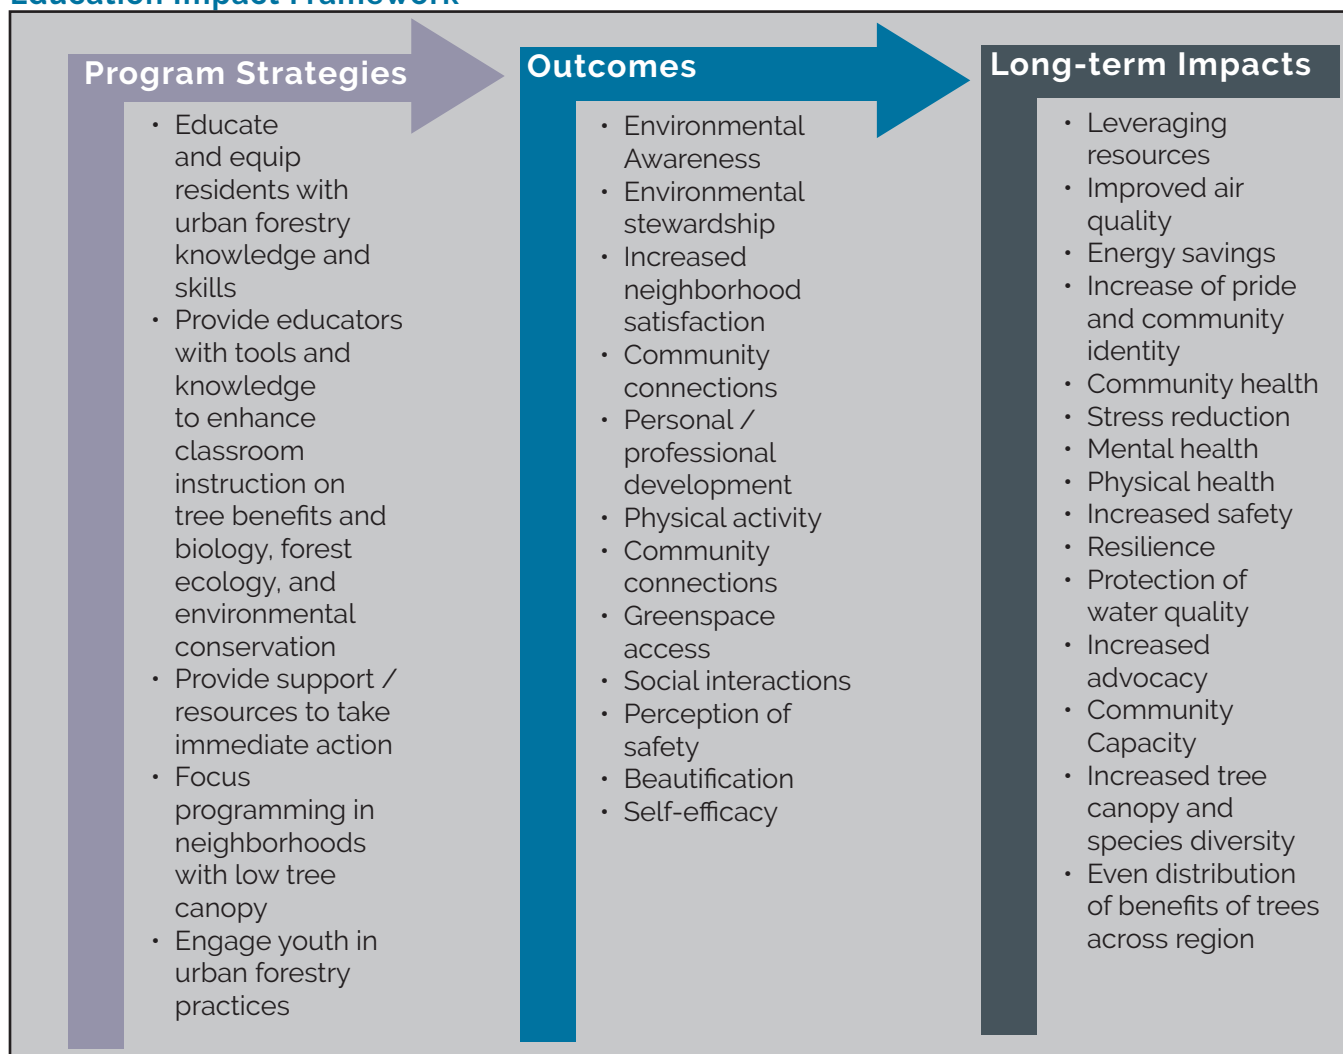 Education Impact Framework
Program Strategies
• Educate
and equip
residents with
urban forestry
knowledge and
skills
• Provide educators
with tools and
knowledge
to enhance
classroom
instruction on
tree benefits and
biology, forest
ecology, and
environmental
conservation
• Provide support /
resources to take
immediate action
• Focus
programming in
neighborhoods
with low tree
canopy
• Engage youth in
urban forestry
practices
Outcomes
• Environmental
Awareness
• Environmental
stewardship
• Increased
neighborhood
satisfaction
• Community
connections
• Personal /
professional
development
• Physical activity
• Community
connections
• Greenspace
access
• Social interactions
• Perception of
safety
• Beautification
• Self-efficacy
Long-term Impacts
• Leveraging
resources
• Improved air
quality
• Energy savings
• Increase of pride
and community
identity
• Community health
• Stress reduction
• Mental health
• Physical health
• Increased safety
• Resilience
• Protection of
water quality
• Increased
advocacy
• Community
Capacity
• Increased tree
canopy and
species diversity
• Even distribution
of benefits of trees
across region